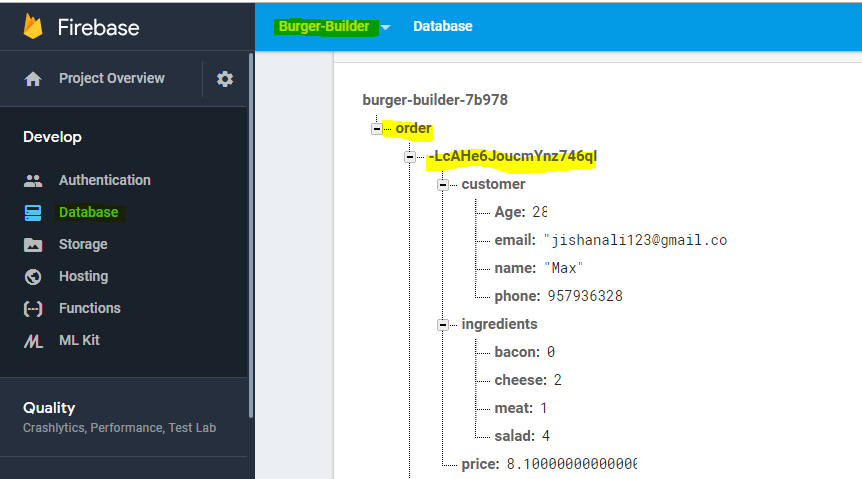 Firebase
Burger-Builder Database
Project Overview
burger-builder-7b978
order
Develop
-LcAHe6JoucmYnz746ql
customer
Authentication
Age: 28
Database
email: "jishanali123@gmail.co
Storage
name: "Max"
Hosting
phone: 957936328
Functions
ingredients
ML Kit
bacon: 0
cheese: 2
meat: 1
Quality
Crashlytics, Performance, Test Lab
salad: 4
price: 8.1000000000000